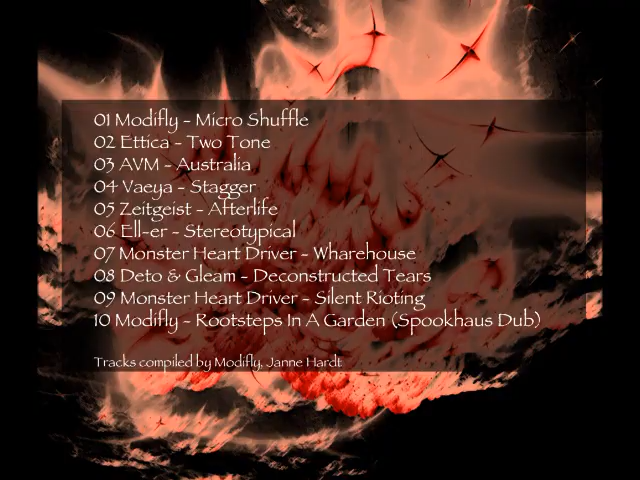 01 Modifly - Micro Shuffle
02 Ettica - Two Tone
03 AVM - Australia
04 Vaeya - Stagger
05 Zeitgeist - Afterlife
06 Ell-er - Stereotypical
07 Monster Heart Driver - Wharehouse
08 Deto & Gleam - Deconstructed Tears
09 Monster Heart Driver - Silent Rioting
10 Modifly - Rootsteps In A Garden (Spookhaus Dub)
Tracks compiled by Modifly, Janne Hardt